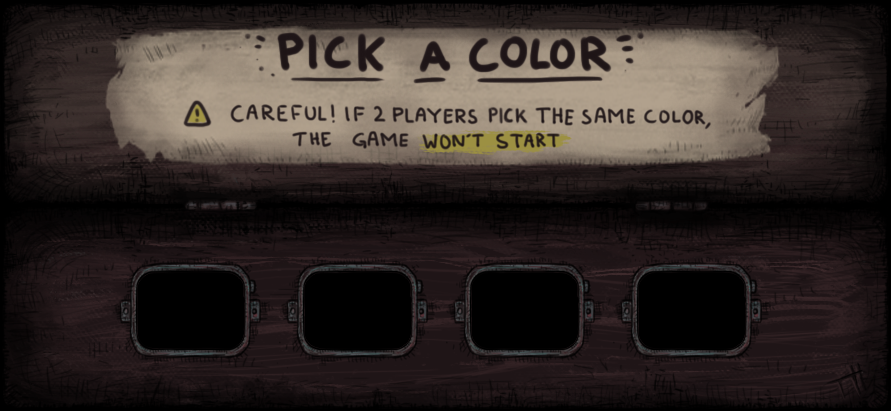 PICK A COLOR
CAREFUL! IF 2 PLAYERS PICK THE SAME COLOR,
THE GAME WON'T START